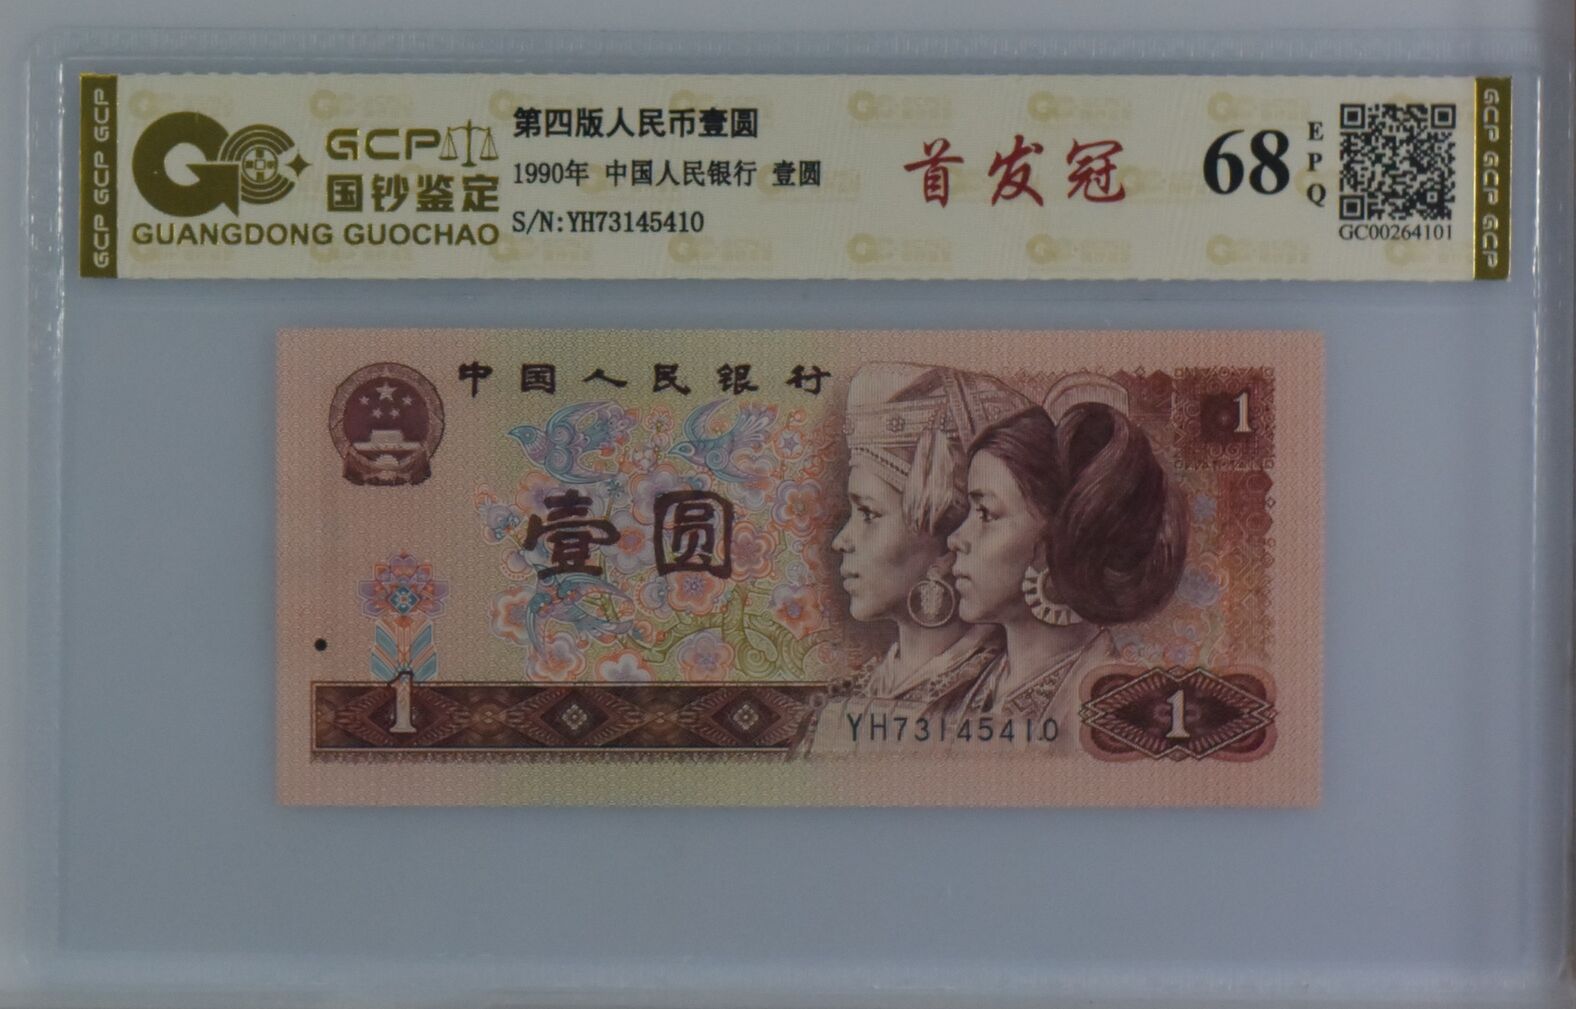 GCP GCP GCP
GCP
国钞鉴定
GUANGDONG GUOCHAO
第四版人民币壹圆
1990年 中国人民银行 壹圆
S/N:YH73145410
首发冠
68
EPQ
GC00264101
GCP GCP GCP
中国人民银行
1
壹圆
1
YH73145410
1